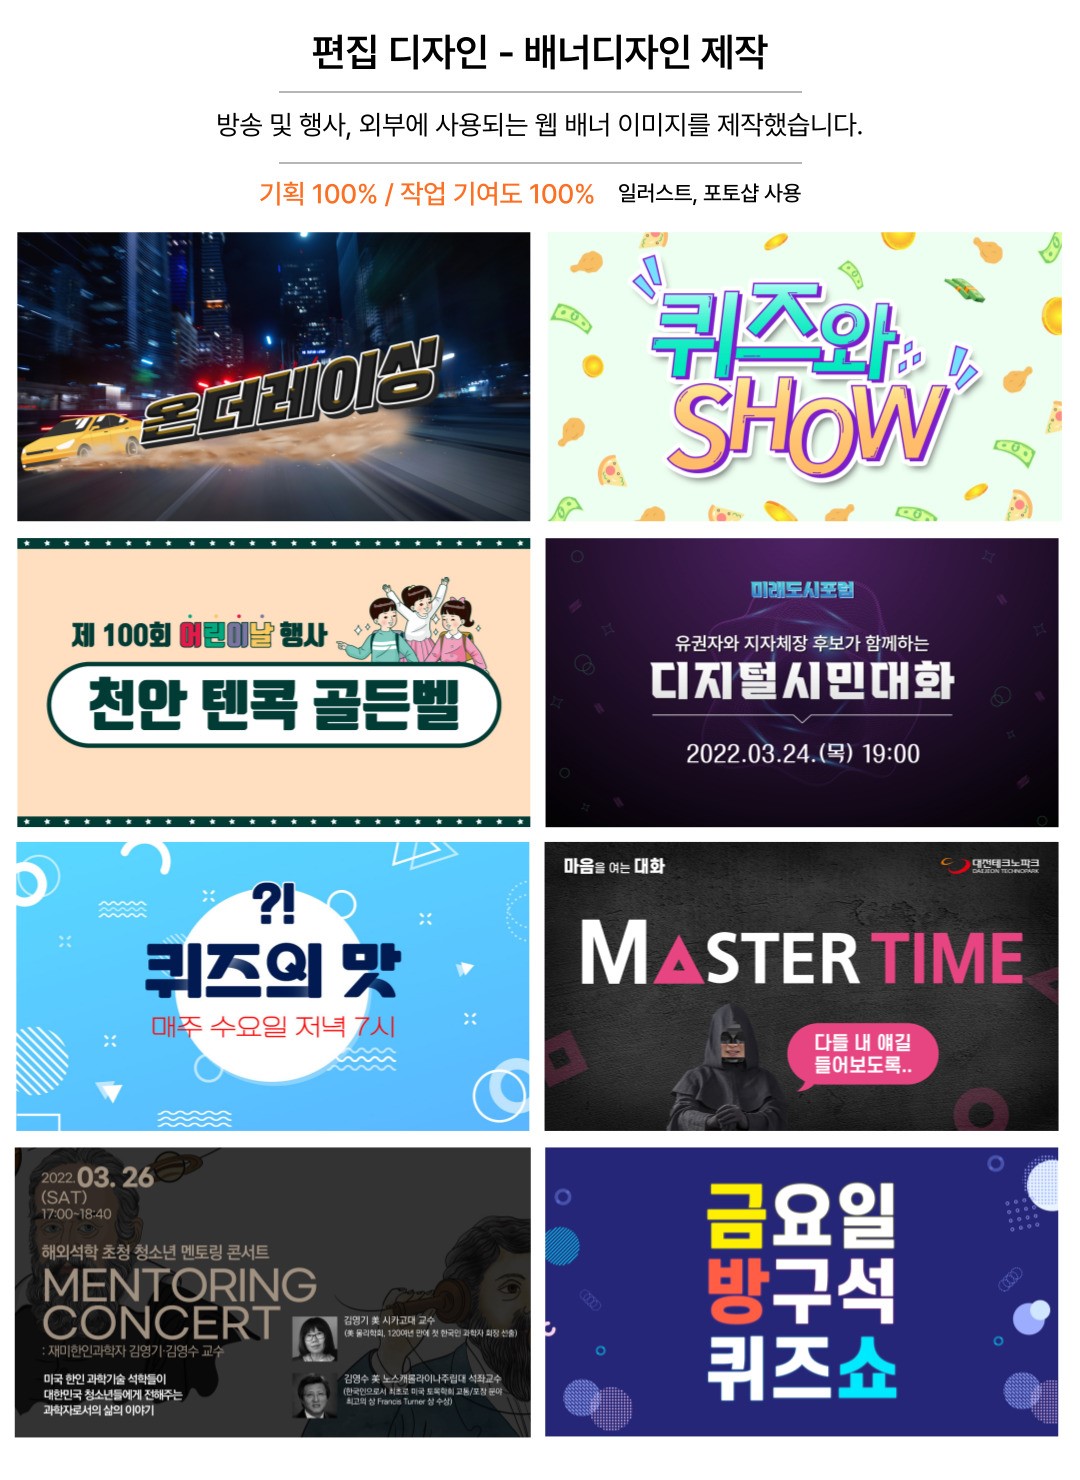 편집 디자인 - 배너디자인 제작
방송 및 행사, 외부에 사용되는 웹 배너 이미지를 제작했습니다.
기획 100% / 작업 기여도 100% 일러스트, 포토샵 사용
온더레이싱
퀴즈와
SHOW
제 100회 어린이날 행사
천안 텐콕 골든벨
미래도시포럼
유권자와 지자체장 후보가 함께하는
디지털시민대화
2022.03.24.(목) 19:00
?!
퀴즈의 맛
매주 수요일 저녁 7시
마음을 여는 대화
대전테크노파크
DAEJEON TECHNOPARK
MASTER TIME
다들 내 얘길
들어보도록..
2022. 03. 26
(SAT)
17:00~18:40
해외석학 초청 청소년 멘토링 콘서트
MENTORING
CONCERT
: 재미한인과학자 김영기·김영수 교수
미국 한인 과학기술 석학들이
대한민국 청소년들에게 전해주는
과학자로서의 삶의 이야기
김영기 美 시카고대 교수
(美 물리학회, 120여년 만에 첫 한국인 과학자 회장 선출)
김영수 美 노스캐롤라이나주립대 석좌교수
(한국인으로서 최초로 미국 토목학회 교통/포장 분야
최고의 상 Francis Turner 상 수상)
금요일
방구석
퀴즈쇼